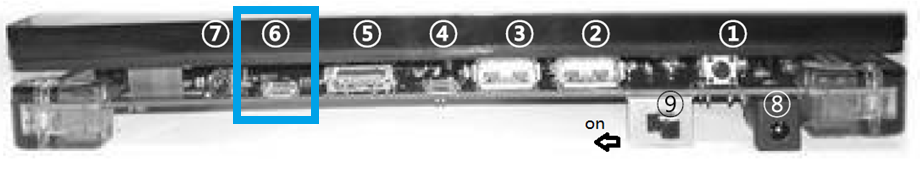 ⑦ ⑥ ⑤ ④ ③ ② ①
⑨ ⑧
on